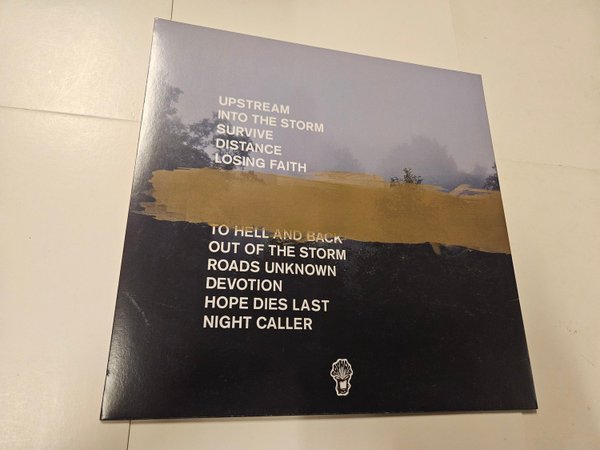 UPSTREAM
INTO THE STORM
SURVIVE
DISTANCE
LOSING FAITH
TO HELL AND BACK
OUT OF THE STORM
ROADS UNKNOWN
DEVOTION
HOPE DIES LAST
NIGHT CALLER